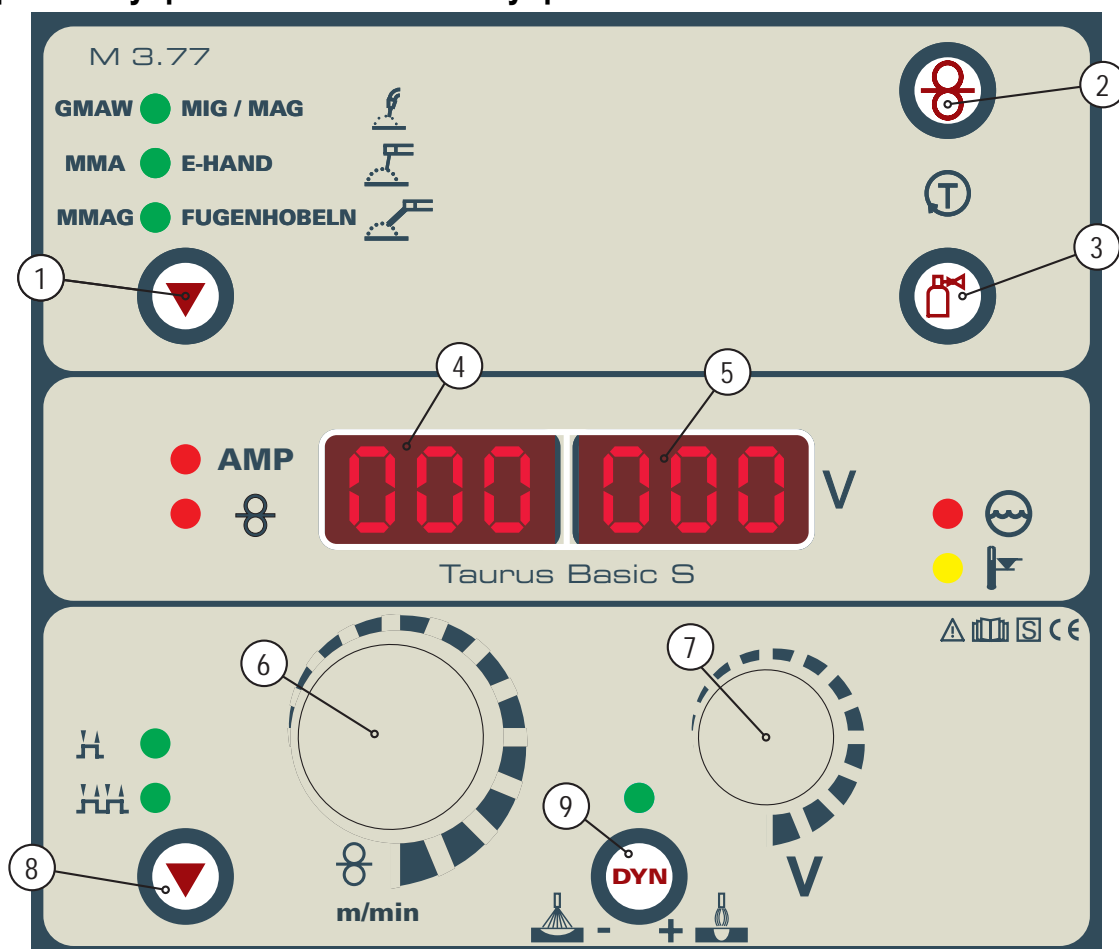 M 3.77
2
GMAW MIG / MAG
MMA E-HAND
T
MMAG FUGENHOBELN
3
1
4
5
AMP
000 000
V
Taurus Basic S
S CE
6
7
9
8
DYN
V
m/min
- +